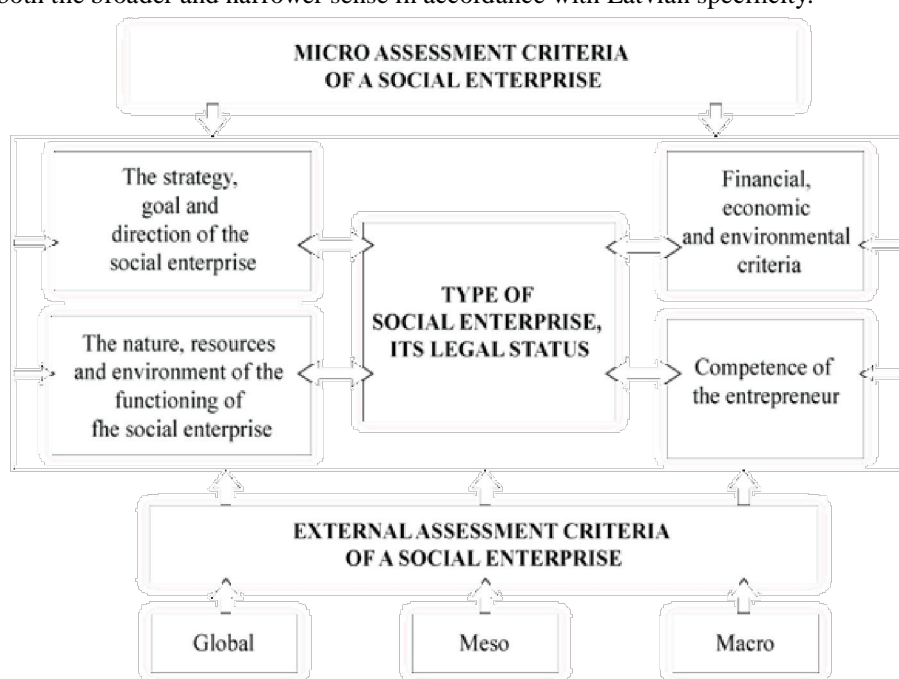 both the broader and narrower sense in accordance with Latvian specificity.
MICRO ASSESSMENT CRITERIA
OF A SOCIAL ENTERPRISE
The strategy,
goal and
direction of the
social enterprise
Financial,
economic
and environmental
criteria
TYPE OF
SOCIAL ENTERPRISE,
ITS LEGAL STATUS
The nature, resources
and environment of the
functioning of
fhe social enterprise
Competence of
the entrepreneur
EXTERNAL ASSESSMENT CRITERIA
OF A SOCIAL ENTERPRISE
Global
Meso
Macro